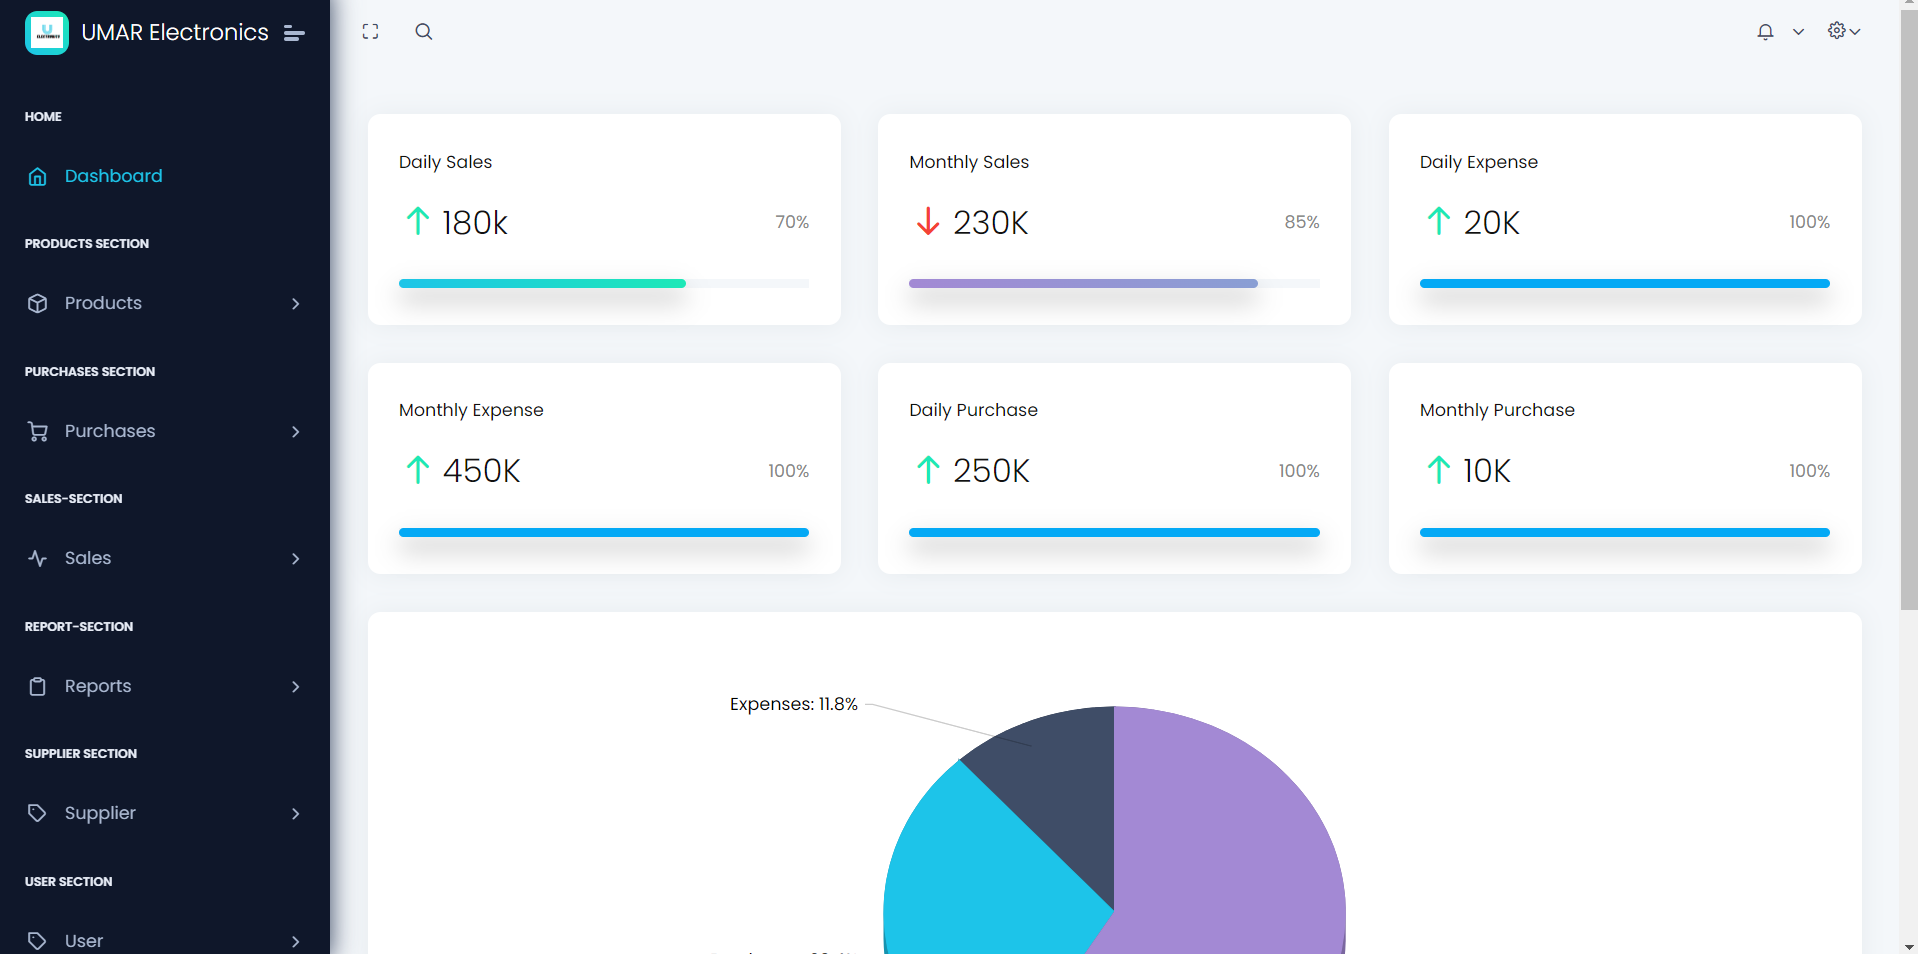 UMAR Electronics
HOME
Dashboard
PRODUCTS SECTION
Products
PURCHASES SECTION
Purchases
SALES-SECTION
Sales
REPORT-SECTION
Reports
SUPPLIER SECTION
Supplier
USER SECTION
User
Daily Sales
180k 70%
Monthly Sales
230K 85%
Daily Expense
20K 100%
Monthly Expense
450K 100%
Daily Purchase
250K 100%
Monthly Purchase
10K 100%
Expenses: 11.8%